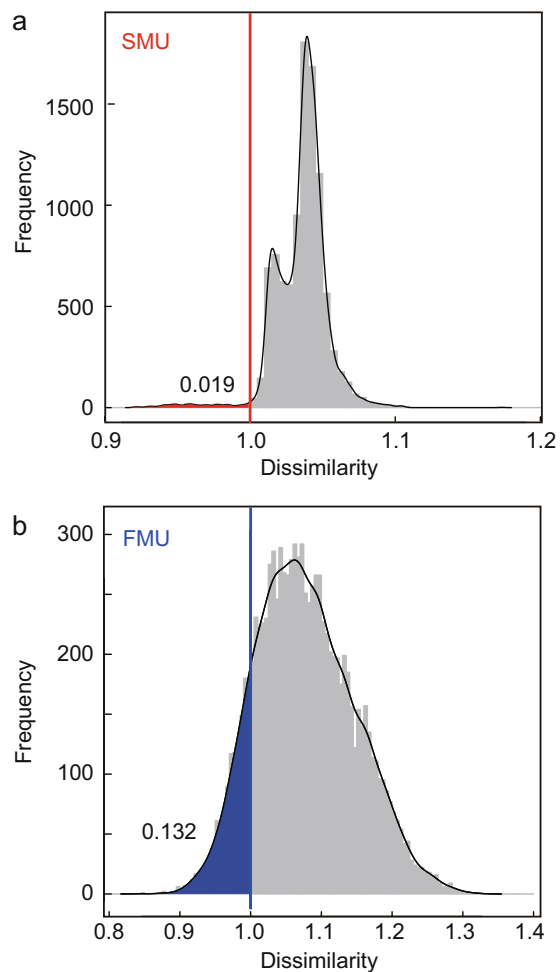 a
SMU
1500
1000
500
0
0.019
0.9 1.0 1.1 1.2
Frequency
Dissimilarity
b
FMU
300
200
100
0
0.132
0.8 0.9 1.0 1.1 1.2 1.3 1.4
Frequency
Dissimilarity